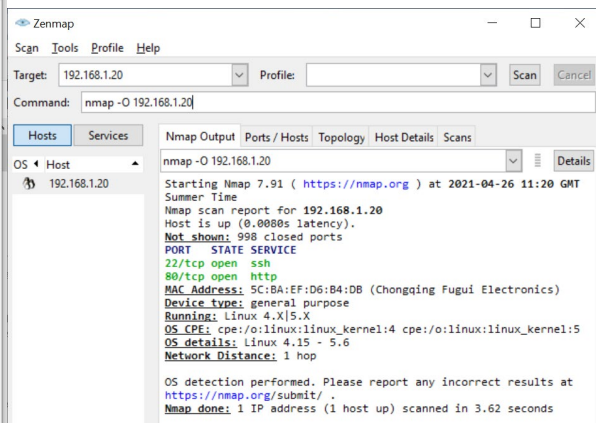 Zenmap
Scan Tools Profile Help
Target: 192.168.1.20 Profile: Scan Cancel
Command: nmap -O 192.168.1.20
Hosts Services
OS Host
192.168.1.20
Nmap Output Ports / Hosts Topology Host Details Scans
nmap -O 192.168.1.20 Details
Starting Nmap 7.91 ( https://nmap.org ) at 2021-04-26 11:20 GMT
Summer Time
Nmap scan report for 192.168.1.20
Host is up (0.0080s latency).
Not shown: 998 closed ports
PORT STATE SERVICE
22/tcp open ssh
80/tcp open http
MAC Address: 5C:BA:EF:D6:B4:DB (Chongqing Fugui Electronics)
Device type: general purpose
Running: Linux 4.X|5.X
OS CPE: cpe:/o:linux:linux_kernel:4 cpe:/o:linux:linux_kernel:5
OS details: Linux 4.15 - 5.6
Network Distance: 1 hop
OS detection performed. Please report any incorrect results at
https://nmap.org/submit/ .
Nmap done: 1 IP address (1 host up) scanned in 3.62 seconds